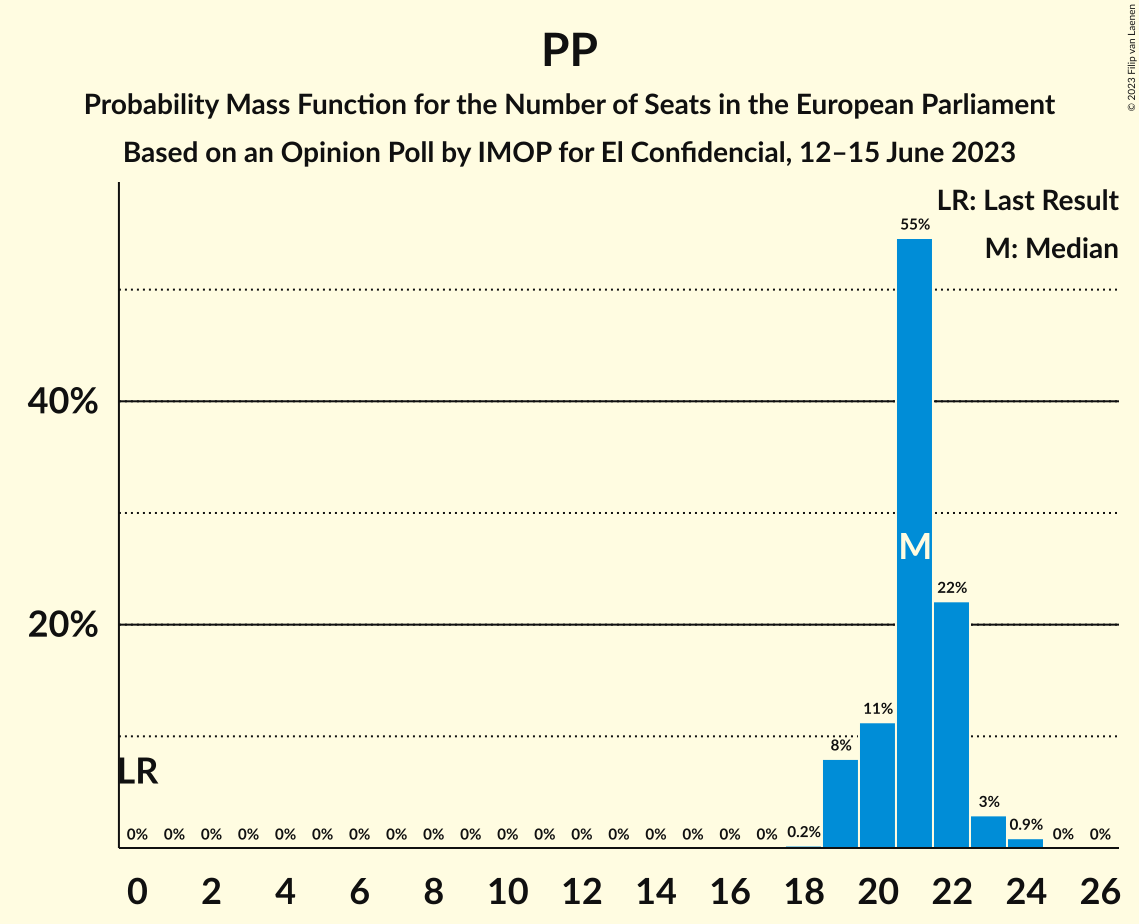 PP
Probability Mass Function for the Number of Seats in the European Parliament
Based on an Opinion Poll by IMOP for El Confidencial, 12–15 June 2023
© 2023 Filip van Laenen
LR: Last Result
M: Median
55%
40%
M
22%
20%
11%
8%
LR
3%
0% 0% 0% 0% 0% 0% 0% 0% 0% 0% 0% 0% 0% 0% 0% 0% 0% 0% 0.2% 0.9% 0% 0%
0 2 4 6 8 10 12 14 16 18 20 22 24 26